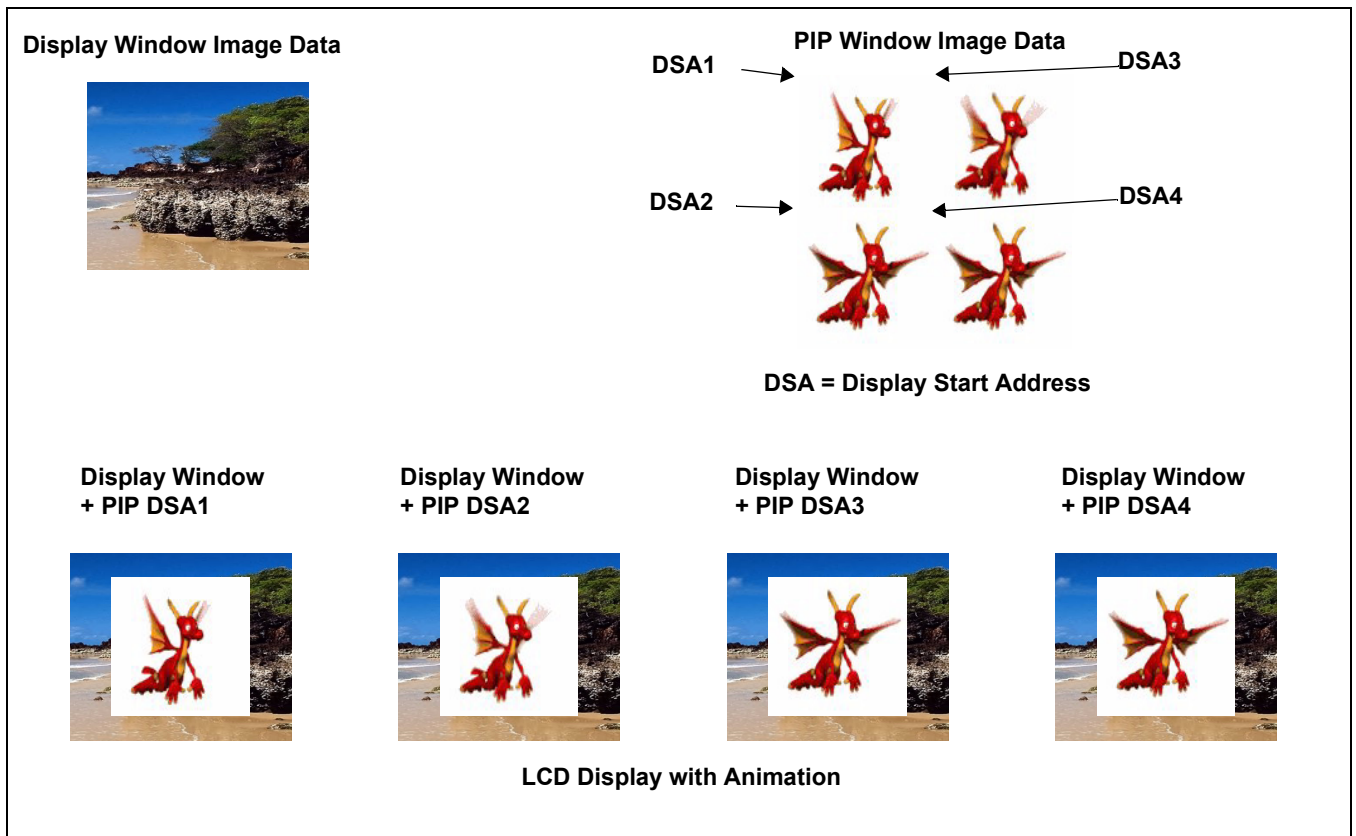 Display Window Image Data
PIP Window Image Data
DSA1
DSA3
DSA2
DSA4
DSA = Display Start Address
Display Window
+ PIP DSA1
Display Window
+ PIP DSA2
Display Window
+ PIP DSA3
Display Window
+ PIP DSA4
LCD Display with Animation